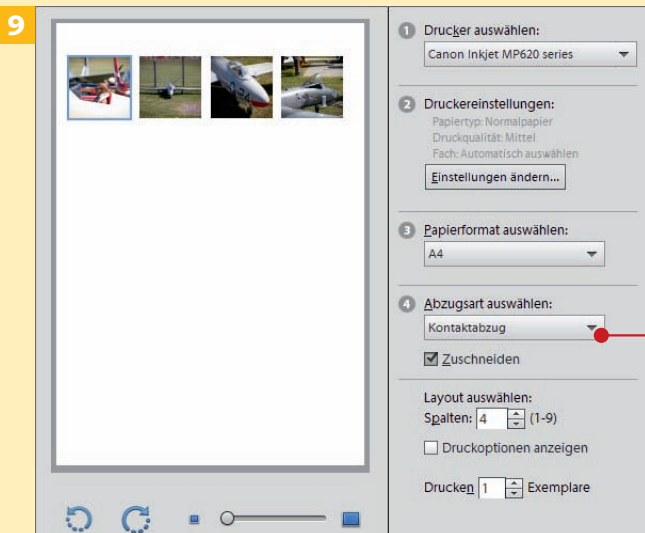 9
1 Drucker auswählen:
Canon Inkjet MP620 series
2 Druckereinstellungen:
Papiertyp: Normalpapier
Druckqualität: Mittel
Fach: Automatisch auswählen
Einstellungen ändern...
3 Papierformat auswählen:
A4
4 Abzugsart auswählen:
Kontaktabzug
Zuschneiden
Layout auswählen:
Spalten: 4 (1-9)
Druckoptionen anzeigen
Drucken 1 Exemplare